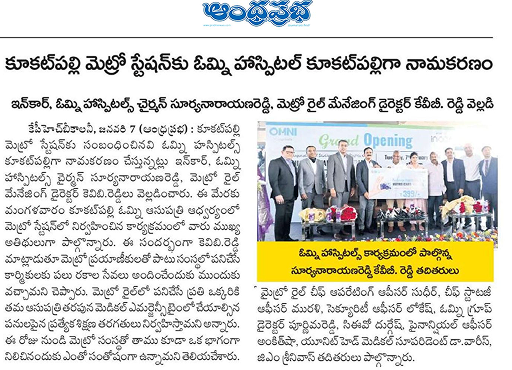 ఆంధ్రప్రభ
కూకట్‌పల్లి మెట్రో స్టేషన్‌కు ఓమ్ని హాస్పిటల్ కూకట్‌పల్లిగా నామకరణం
ఇన్‌కార్, ఓమ్ని హాస్పిటల్స్ చైర్మన్ సూర్యనారాయణరెడ్డి, మెట్రో రైల్ మేనేజింగ్ డైరెక్టర్ కేవీబీ. రెడ్డి వెల్లడి
కేపీహెచ్‌బీకాలనీ, జనవరి 7 (ఆంధ్రప్రభ) : కూకట్‌పల్లి
మెట్రో స్టేషన్‌కు సంబంధించినవి ఓమ్ని హస్పిటల్స్
కూకట్‌పల్లిగా నామకరణం చేస్తున్నట్లు ఇన్‌కార్, ఓమ్ని
హాస్పిటల్స్ చైర్మన్ సూర్యనారాయణరెడ్డి, మెట్రో రైల్
మేనేజింగ్ డైరెక్టర్ కెవిబి.రెడ్డిలు వెల్లడించారు. ఈ మేరకు
మంగళవారం కూకట్‌పల్లి ఓమ్ని ఆసుపత్రి ఆధ్వర్యంలో
మెట్రో స్టేషన్‌లో నిర్వహించిన కార్యక్రమంలో వారు ముఖ్య
అతిథులుగా పాల్గొన్నారు. ఈ సందర్భంగా కెవిబి.రెడ్డి
మాట్లాడుతూ మెట్రో ప్రయాణీకులతో పాటు సంస్థలో పనిచేసే
కార్మికులకు పలు రకాల సేవలు అందించేందుకు ముందుకు
వచ్చామని చెప్పారు. మెట్రో రైల్‌లో పనిచేసే ప్రతి ఒక్కరికి
తమ ఆసుపత్రి తరపున మెడికల్ ఎమర్జెన్సీ టైంలో చేయాల్సిన
పనులపైన ప్రత్యేక శిక్షణ తరగతులు నిర్వహిస్తామని అన్నారు.
ఈ రోజు నుండి మెట్రో సంస్థతో తాము కూడా ఒక భాగంగా
నిలిచినందుకు ఎంతో సంతోషంగా ఉన్నామని తెలియచేశారు.
OMNI
Grand Opening
ఓమ్ని హాస్పిటల్స్ కార్యక్రమంలో పాల్గొన్న
సూర్యనారాయణరెడ్డి కేవీబీ. రెడ్డి తదితరులు
మైట్రో రైల్ చీఫ్ ఆపరేటింగ్ ఆఫీసర్ సుధీర్, చీఫ్ స్ట్రాటజీ
ఆఫీసర్ మురళి, సెక్యూరిటీ ఆఫీసర్ లోకేష్, ఓమ్ని గ్రూప్
డైరెక్టర్ పూర్ణిమరెడ్డి, సిఈవో దుర్గేష్, ఫైనాన్షియల్ ఆఫీసర్
అంకిత్‌షా, యూనిట్ హెడ్ మెడికల్ సూపరిడెంట్ డా.వారీస్,
జిఎం శ్రీనివాస్ తదితరులు పాల్గొన్నారు.